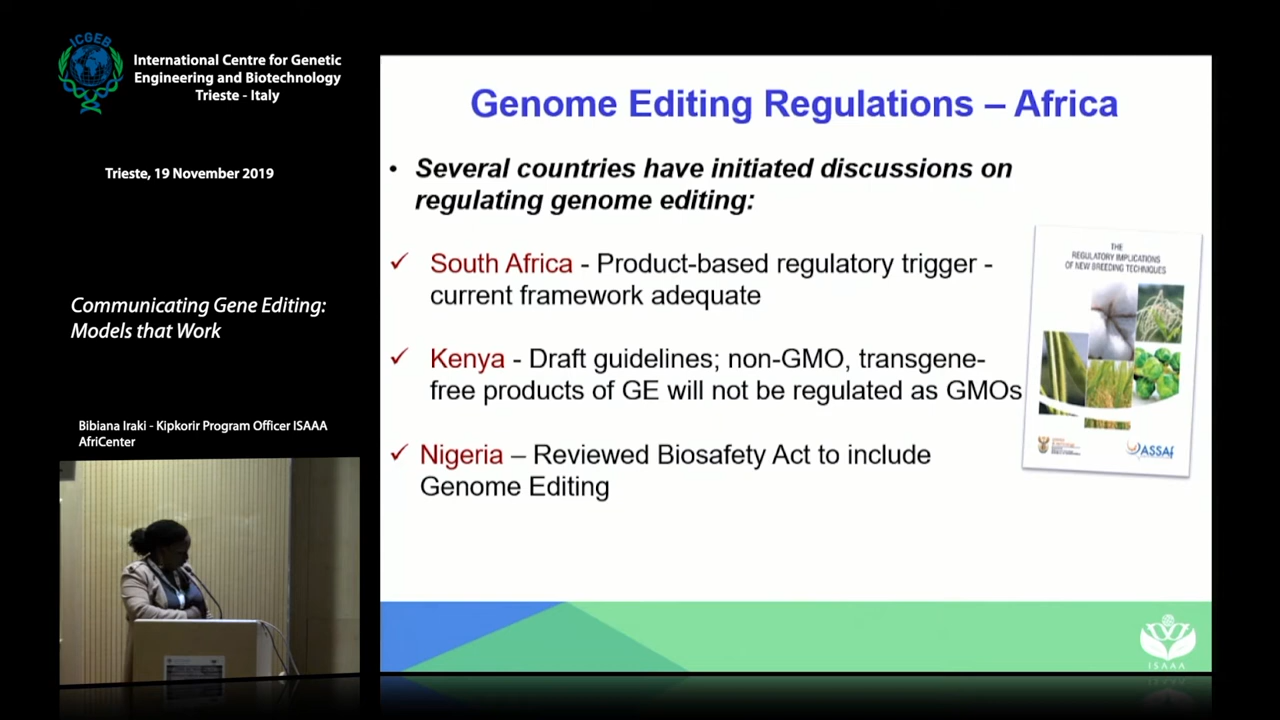 ICGEB
International Centre for Genetic
Engineering and Biotechnology
Trieste - Italy
Trieste, 19 November 2019
Communicating Gene Editing:
Models that Work
Bibiana Iraki - Kipkorir Program Officer ISAAA
AfriCenter
Genome Editing Regulations – Africa
• Several countries have initiated discussions on
regulating genome editing:
✓ South Africa - Product-based regulatory trigger -
current framework adequate
✓ Kenya - Draft guidelines; non-GMO, transgene-
free products of GE will not be regulated as GMOs
✓ Nigeria – Reviewed Biosafety Act to include
Genome Editing
THE
REGULATORY IMPLICATIONS
OF NEW BREEDING TECHNIQUES
ASSAf
ISAAA